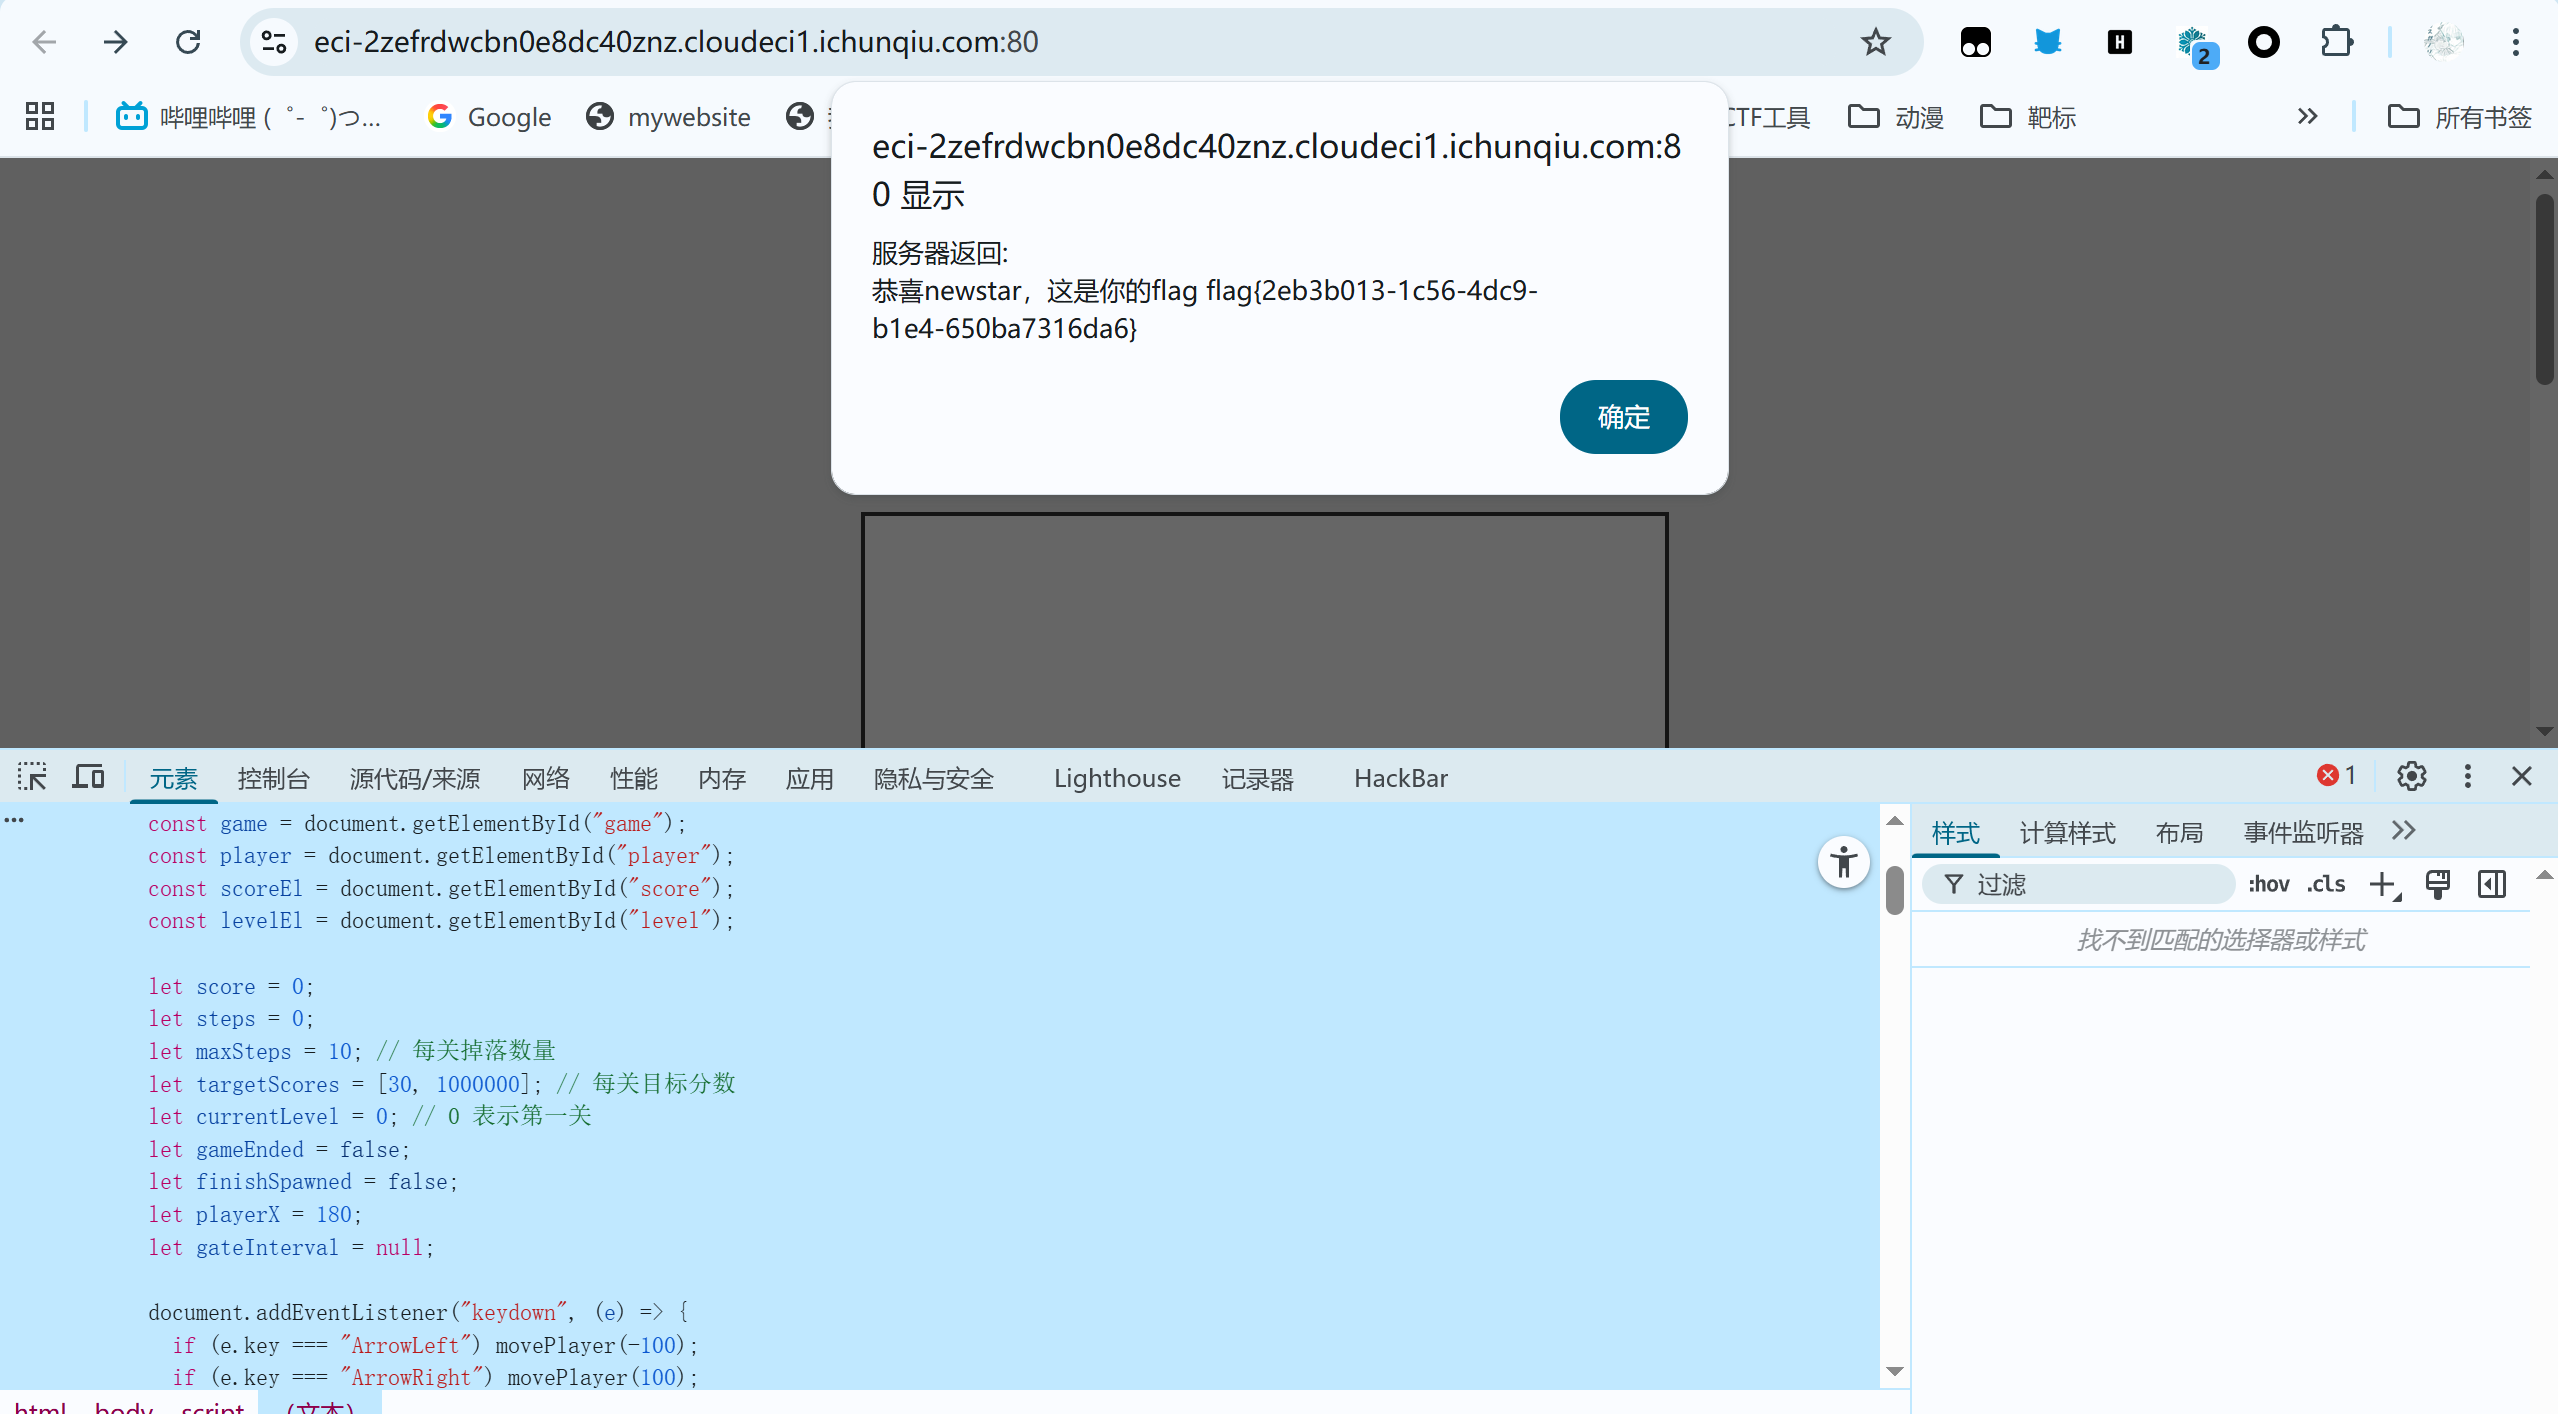 eci-2zefrdwcbn0e8dc40znz.cloudeci1.ichunqiu.com:80
2
哔哩哔哩 (゜-゜)つ... Google mywebsite CTF工具 动漫 靶标 所有书签
eci-2zefrdwcbn0e8dc40znz.cloudeci1.ichunqiu.com:8
0 显示
服务器返回:
恭喜newstar，这是你的flag flag{2eb3b013-1c56-4dc9-
b1e4-650ba7316da6}
确定
元素 控制台 源代码/来源 网络 性能 内存 应用 隐私与安全 Lighthouse 记录器 HackBar 1
const game = document.getElementById("game");
const player = document.getElementById("player");
const scoreEl = document.getElementById("score");
const levelEl = document.getElementById("level");
let score = 0;
let steps = 0;
let maxSteps = 10; // 每关掉落数量
let targetScores = [30, 1000000]; // 每关目标分数
let currentLevel = 0; // 0 表示第一关
let gameEnded = false;
let finishSpawned = false;
let playerX = 180;
let gateInterval = null;
document.addEventListener("keydown", (e) => {
if (e.key === "ArrowLeft") movePlayer(-100);
if (e.key === "ArrowRight") movePlayer(100);
html body script (文本)
样式 计算样式 布局 事件监听器
过滤 :hov .cls
找不到匹配的选择器或样式